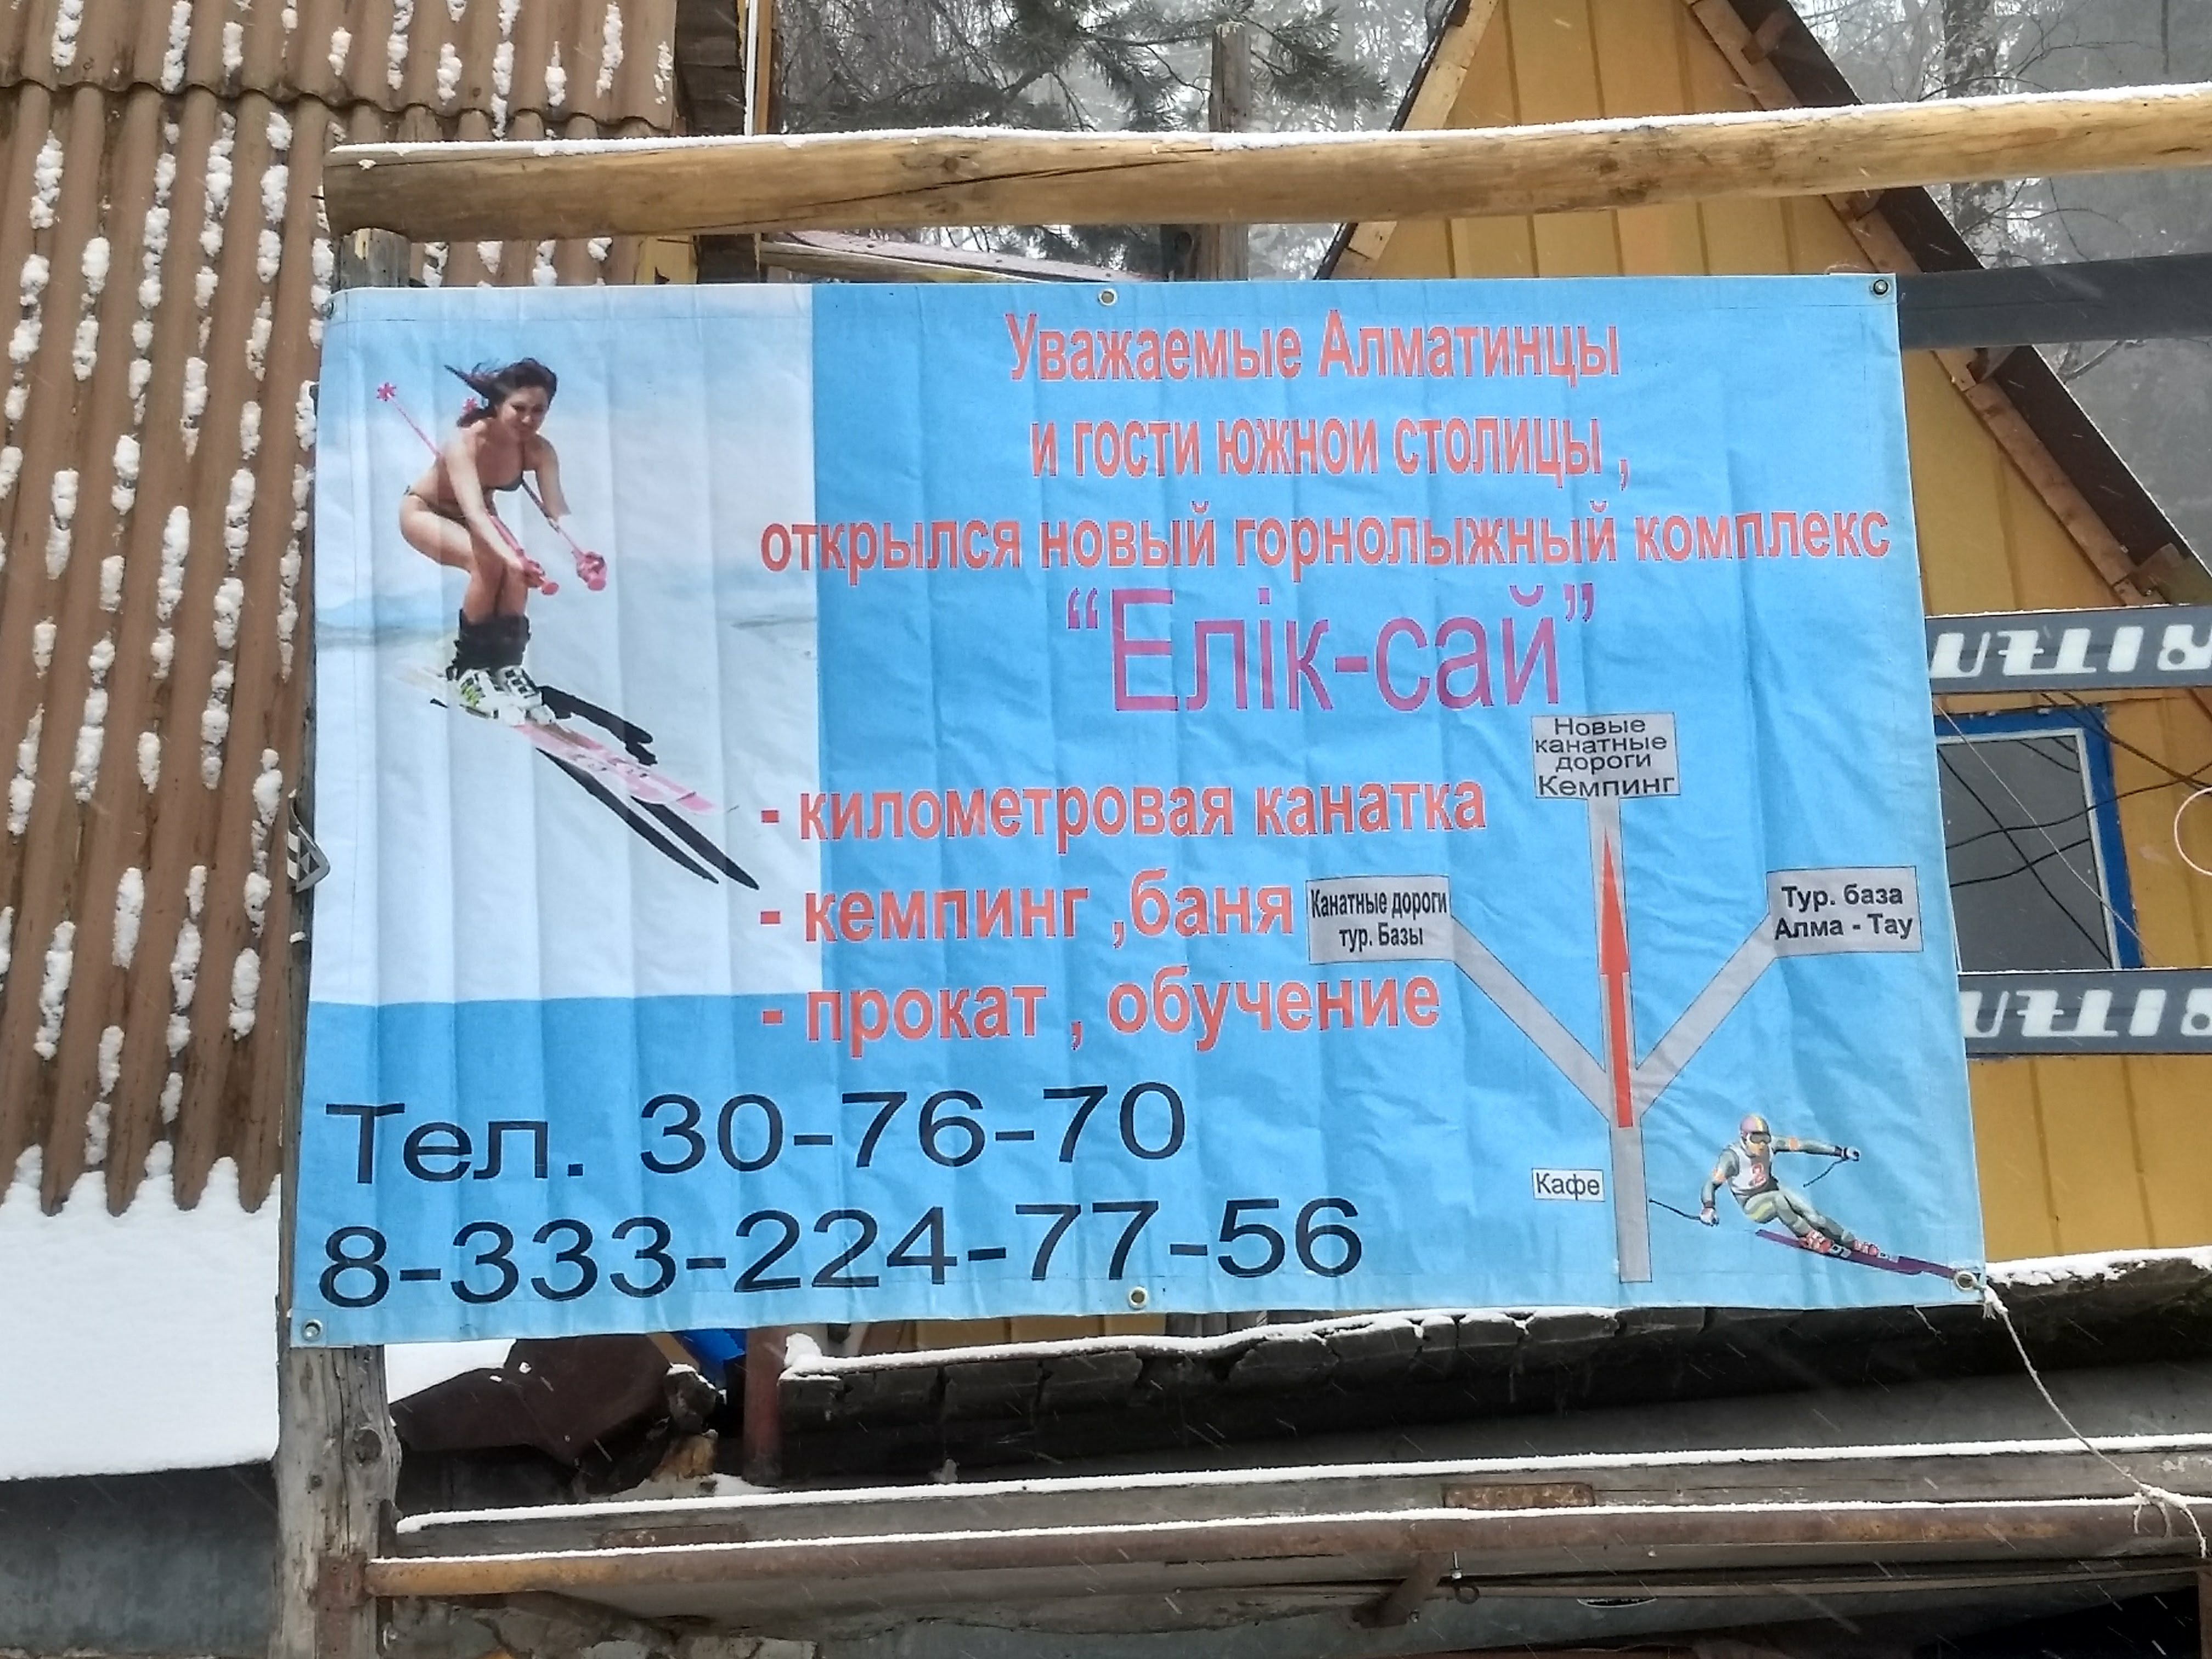 Уважаемые Алматинцы
и гости южнои столицы ,
открылся новый горнолыжный комплекс
“Елік-сай”
- километровая канатка
- кемпинг ,баня
- прокат , обучение
Новые
канатные
дороги
Кемпинг
Канатные дороги
тур. Базы
Тур. база
Алма - Тау
Кафе
Тел. 30-76-70
8-333-224-77-56